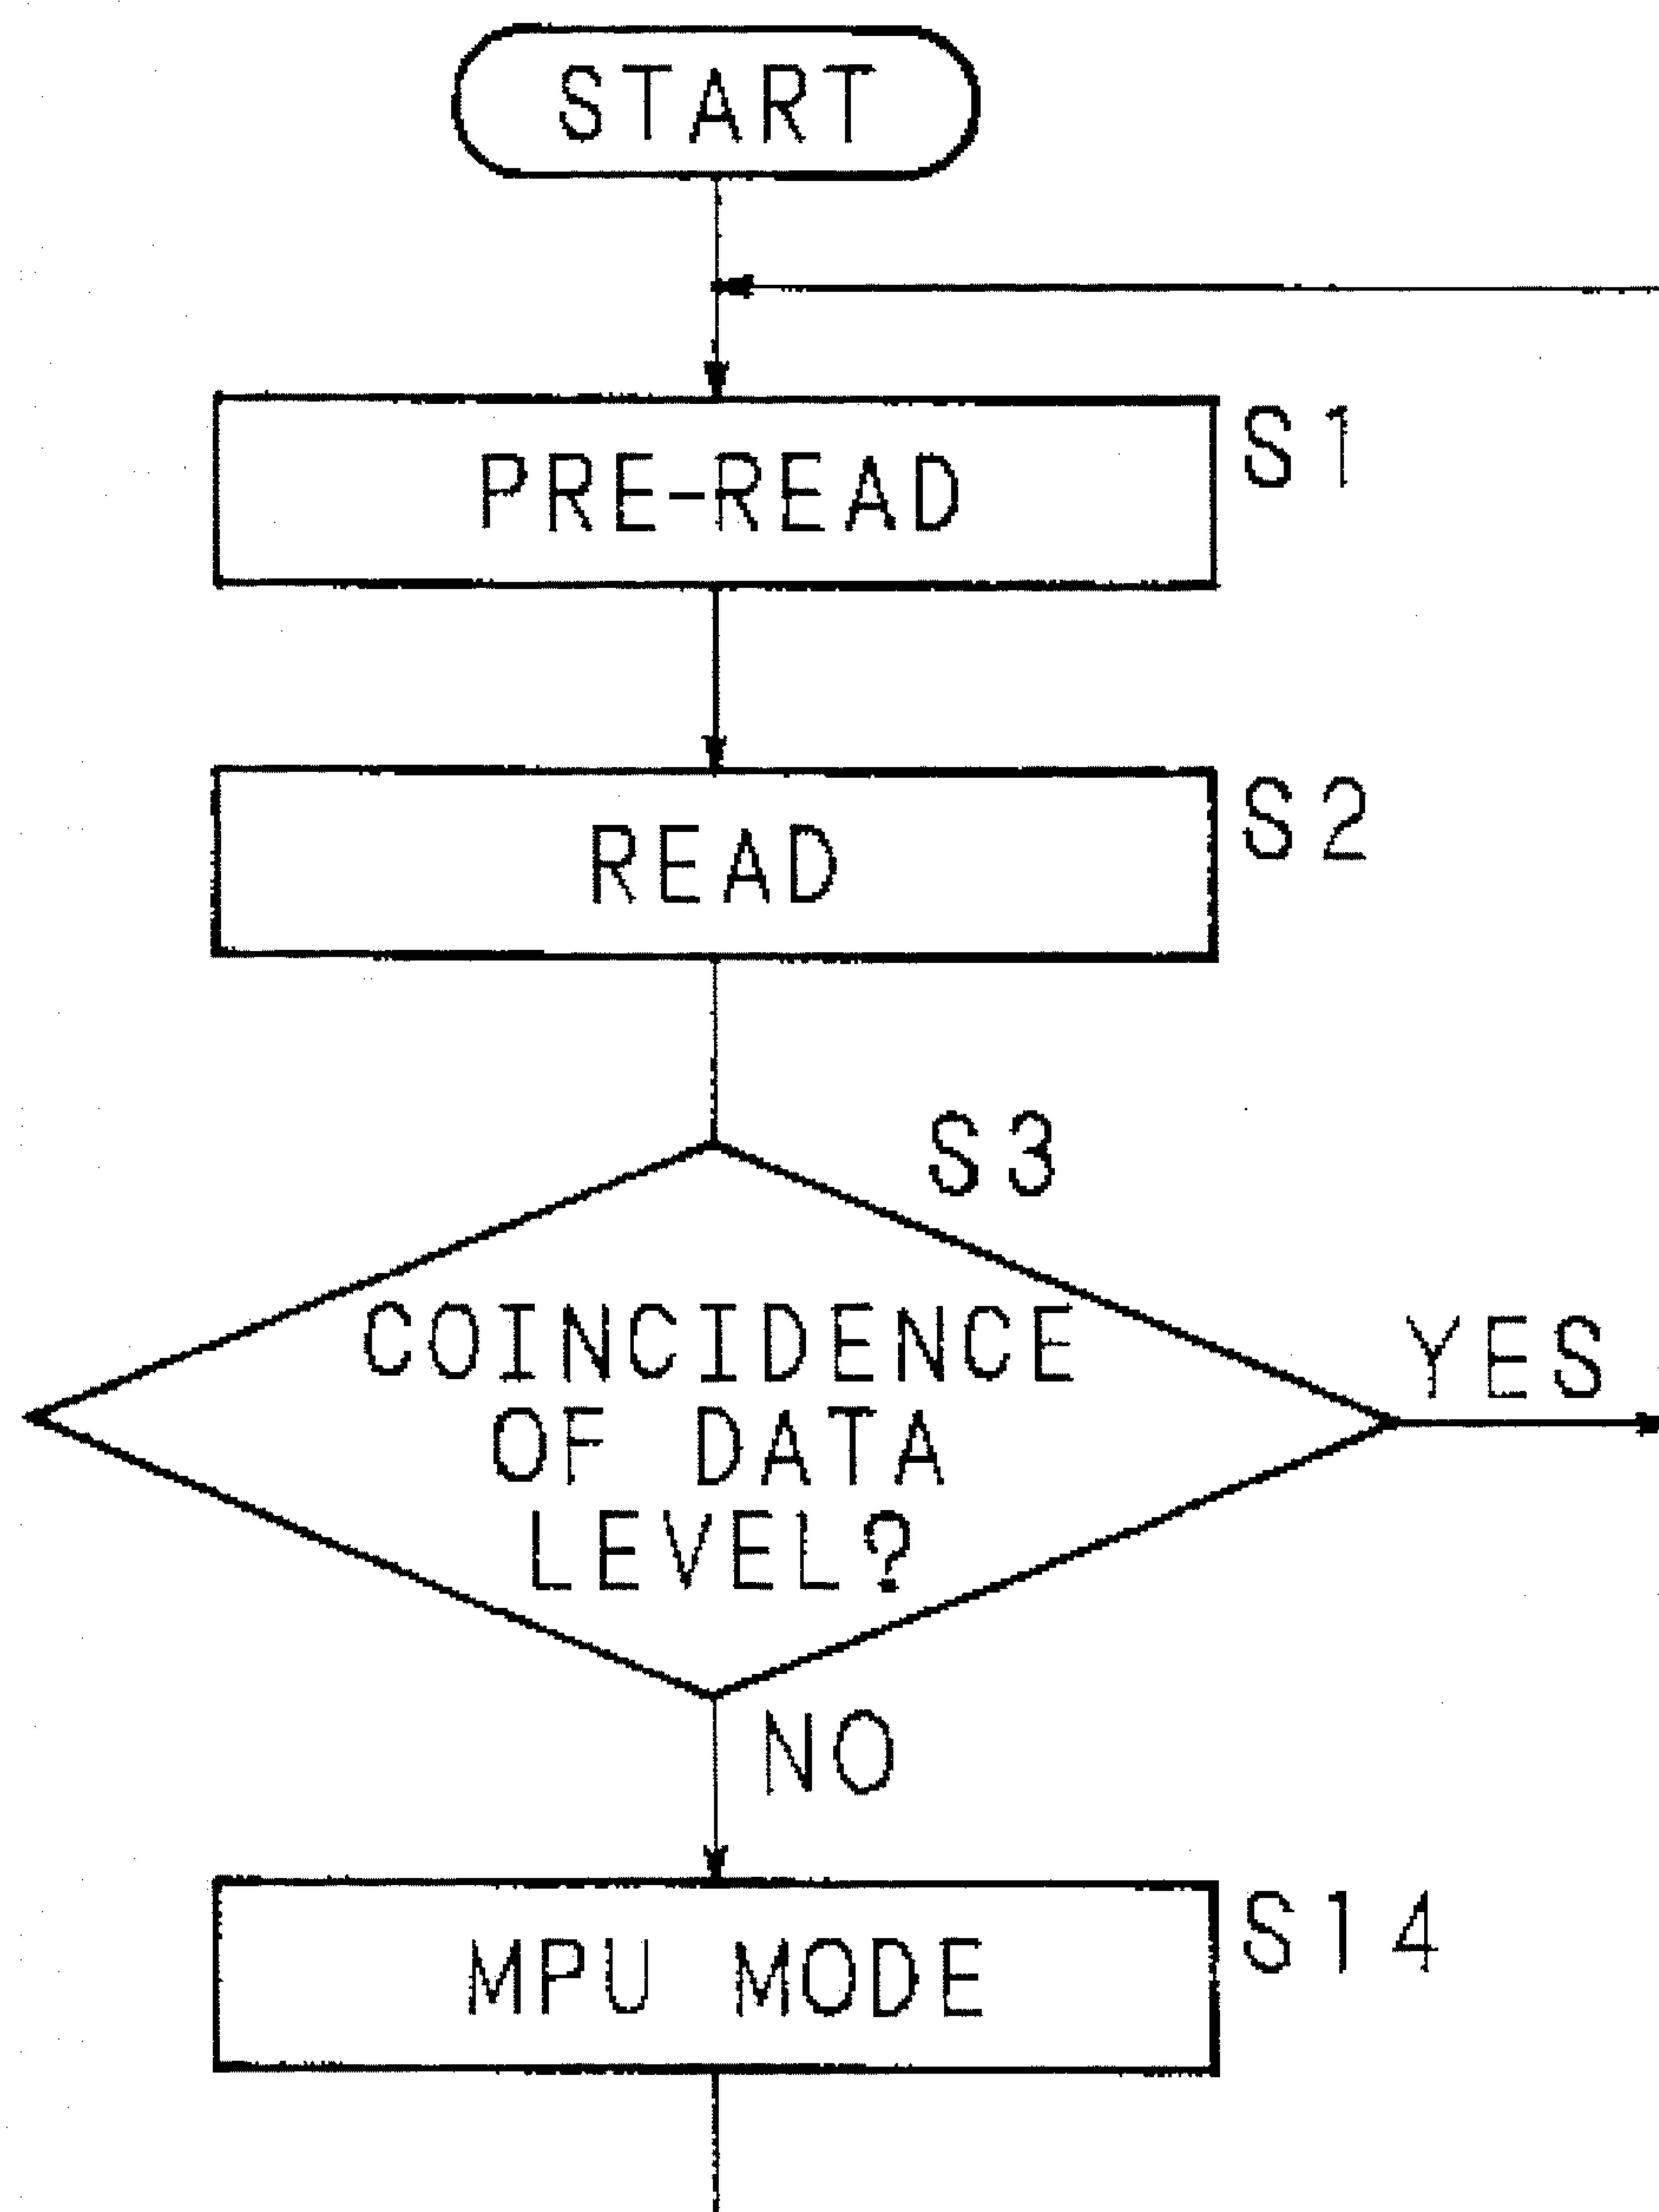 START
PRE-READ
S1
READ
S2
S3
COINCIDENCE
OF DATA
LEVEL?
YES
NO
MPU MODE
S14